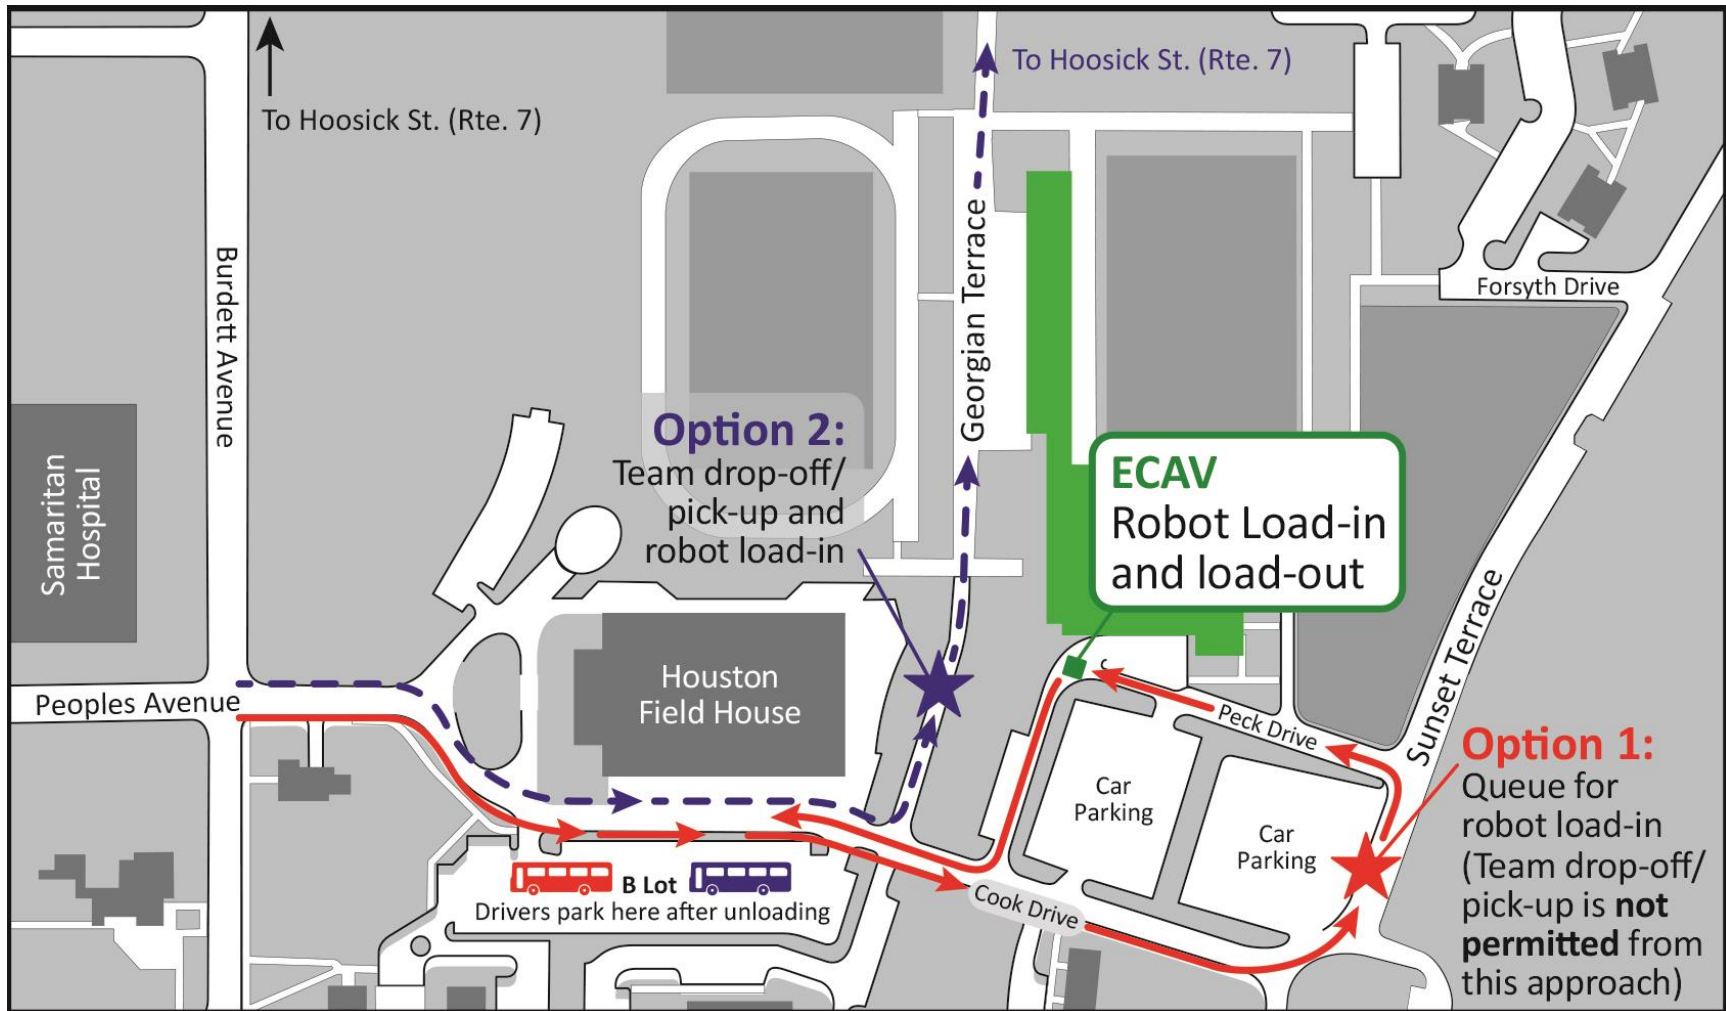 To Hoosick St. (Rte. 7)
To Hoosick St. (Rte. 7)
Burdett Avenue
Georgian Terrace
Forsyth Drive
Samaritan
Hospital
Option 2:
Team drop-off/
pick-up and
robot load-in
ECAV
Robot Load-in
and load-out
Sunset Terrace
Peoples Avenue
Houston
Field House
Peck Drive
Option 1:
Queue for
robot load-in
(Team drop-off/
pick-up is not
permitted from
this approach)
Car
Parking
Car
Parking
B Lot
Drivers park here after unloading
Cook Drive